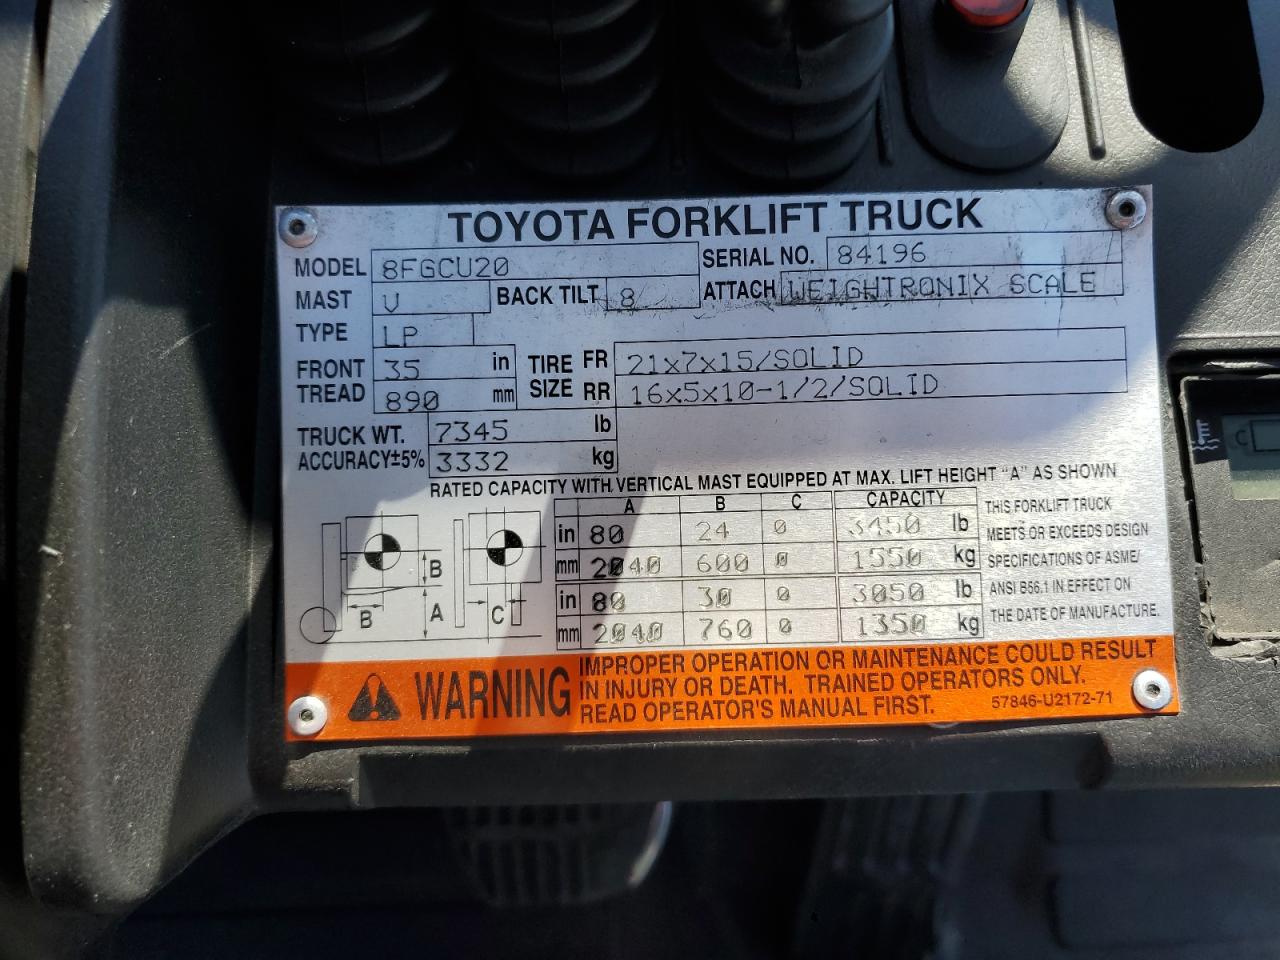 TOYOTA FORKLIFT TRUCK
MODEL 8FGCU20 SERIAL NO. 84196
MAST V BACK TILT 8 ATTACH WEIGHTRONIX SCALE
TYPE LP
FRONT TREAD 35 in TIRE SIZE FR 21x7x15/SOLID
890 mm RR 16x5x10-1/2/SOLID
TRUCK WT. 7345 lb
ACCURACY±5% 3332 kg
RATED CAPACITY WITH VERTICAL MAST EQUIPPED AT MAX. LIFT HEIGHT "A" AS SHOWN
A B C CAPACITY
in 80 24 0 3450 lb
mm 2040 600 0 1550 kg
in 80 30 0 3050 lb
mm 2040 760 0 1350 kg
B A B C
THIS FORKLIFT TRUCK
MEETS OR EXCEEDS DESIGN
SPECIFICATIONS OF ASME/
ANSI B56.1 IN EFFECT ON
THE DATE OF MANUFACTURE.
WARNING
IMPROPER OPERATION OR MAINTENANCE COULD RESULT
IN INJURY OR DEATH. TRAINED OPERATORS ONLY.
READ OPERATOR'S MANUAL FIRST. 57846-U2172-71
C